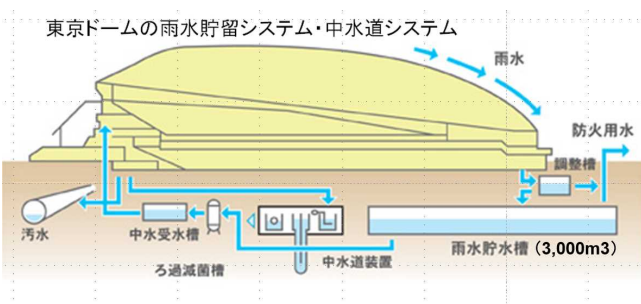 東京ドームの雨水貯留システム・中水道システム
雨水
防火用水
調整槽
汚水
中水受水槽
ろ過滅菌槽
中水道装置
雨水貯水槽（3,000m3）